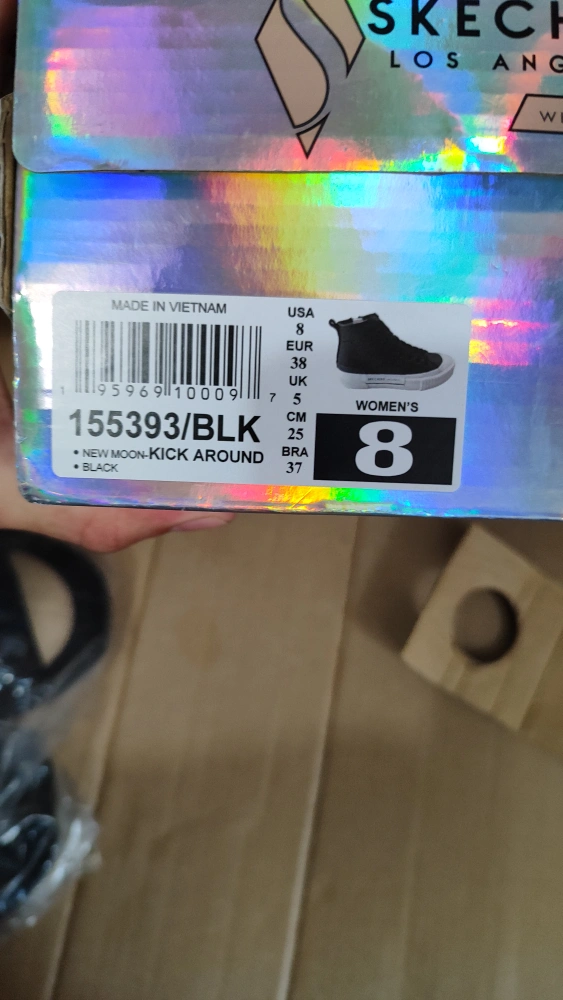 SKECH
LOS ANG
MADE IN VIETNAM
1 95969 10009 7
155393/BLK
• NEW MOON-KICK AROUND
• BLACK
USA
8
EUR
38
UK
5
CM
25
BRA
37
WOMEN'S
8